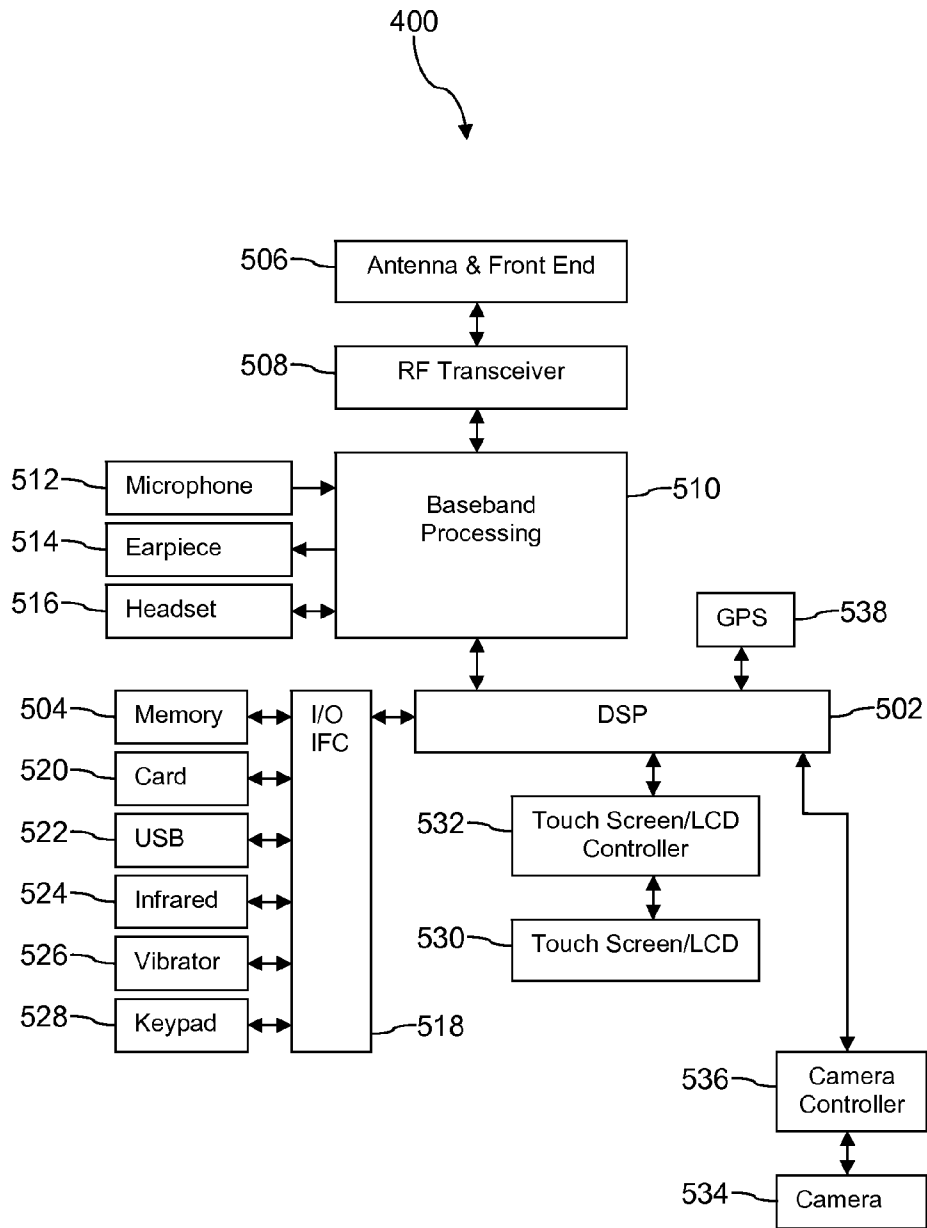 400
506 Antenna & Front End
508 RF Transceiver
512 Microphone
Baseband
Processing
510
514 Earpiece
516 Headset
GPS 538
504 Memory
I/O
IFC
DSP 502
520 Card
522 USB
532 Touch Screen/LCD
Controller
524 Infrared
530 Touch Screen/LCD
526 Vibrator
528 Keypad
518
536 Camera
Controller
534 Camera